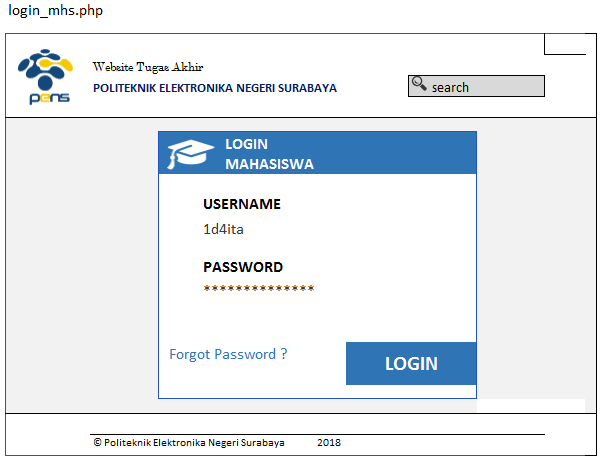 login_mhs.php
pens
Website Tugas Akhir
POLITEKNIK ELEKTRONIKA NEGERI SURABAYA
search
LOGIN
MAHASISWA
USERNAME
1d4ita
PASSWORD
**************
Forgot Password ?
LOGIN
© Politeknik Elektronika Negeri Surabaya 2018